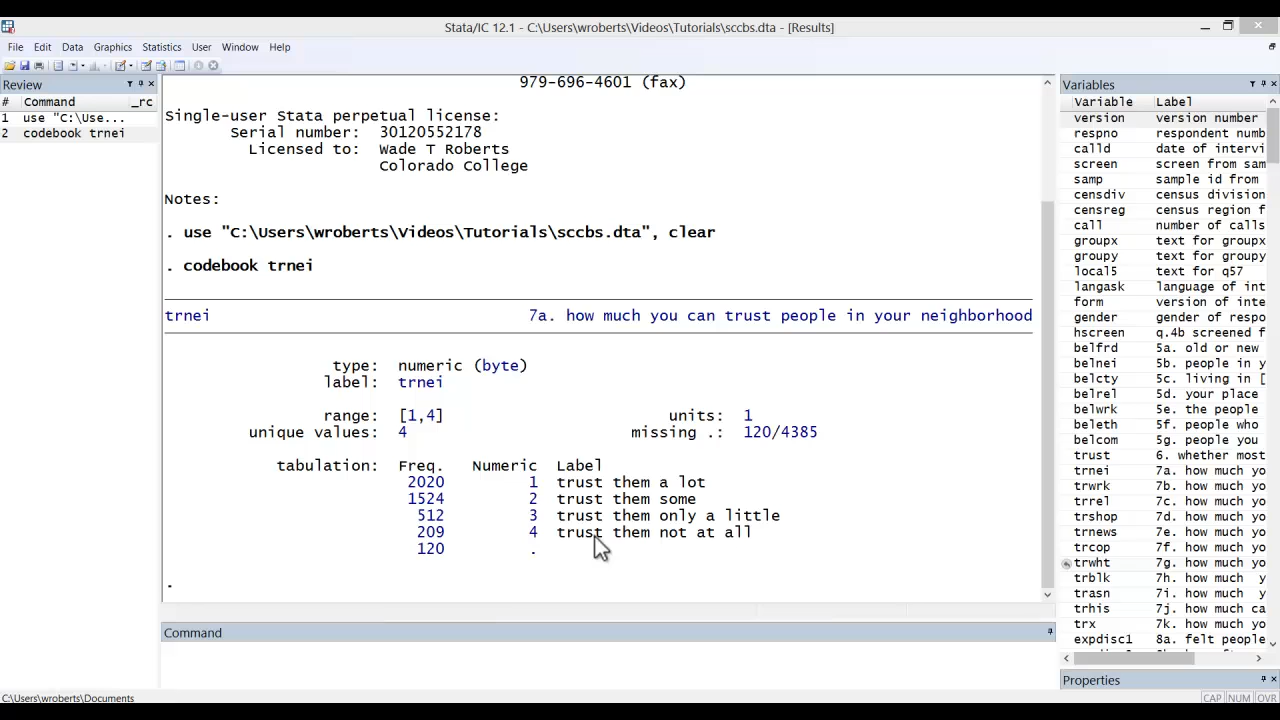 Stata/IC 12.1 - C:\Users\wroberts\Videos\Tutorials\sccbs.dta - [Results]
File Edit Data Graphics Statistics User Window Help
Review
# Command _rc
1 use "C:\Use...
2 codebook trnei
979-696-4601 (fax)
Single-user Stata perpetual license:
Serial number: 30120552178
Licensed to: Wade T Roberts
Colorado College
Notes:
. use "C:\Users\wroberts\Videos\Tutorials\sccbs.dta", clear
. codebook trnei
trnei 7a. how much you can trust people in your neighborhood
type: numeric (byte)
label: trnei
range: [1,4] units: 1
unique values: 4 missing .: 120/4385
tabulation: Freq. Numeric Label
2020 1 trust them a lot
1524 2 trust them some
512 3 trust them only a little
209 4 trust them not at all
120 .
.
Command
Variables
Variable Label
version version number
respno respondent numb
calld date of intervi
screen screen from sam
samp sample id from
censdiv census division
censreg census region f
call number of calls
groupx text for groupx
groupy text for groupy
local5 text for q57
langask language of int
form version of inte
gender gender of respo
hscreen q.4b screened f
belfrd 5a. old or new
belnei 5b. people in y
belcty 5c. living in [
belrel 5d. your place
belwrk 5e. the people
beleth 5f. people who
belcom 5g. people you
trust 6. whether most
trnei 7a. how much yo
trwrk 7b. how much yo
trrel 7c. how much yo
trshop 7d. how much yo
trnews 7e. how much yo
trcop 7f. how much yo
trwht 7g. how much yo
trblk 7h. how much y
trasn 7i. how much y
trhis 7j. how much ca
trx 7k. how much yo
expdisc1 8a. felt people
Properties
C:\Users\wroberts\Documents
CAP NUM OVR